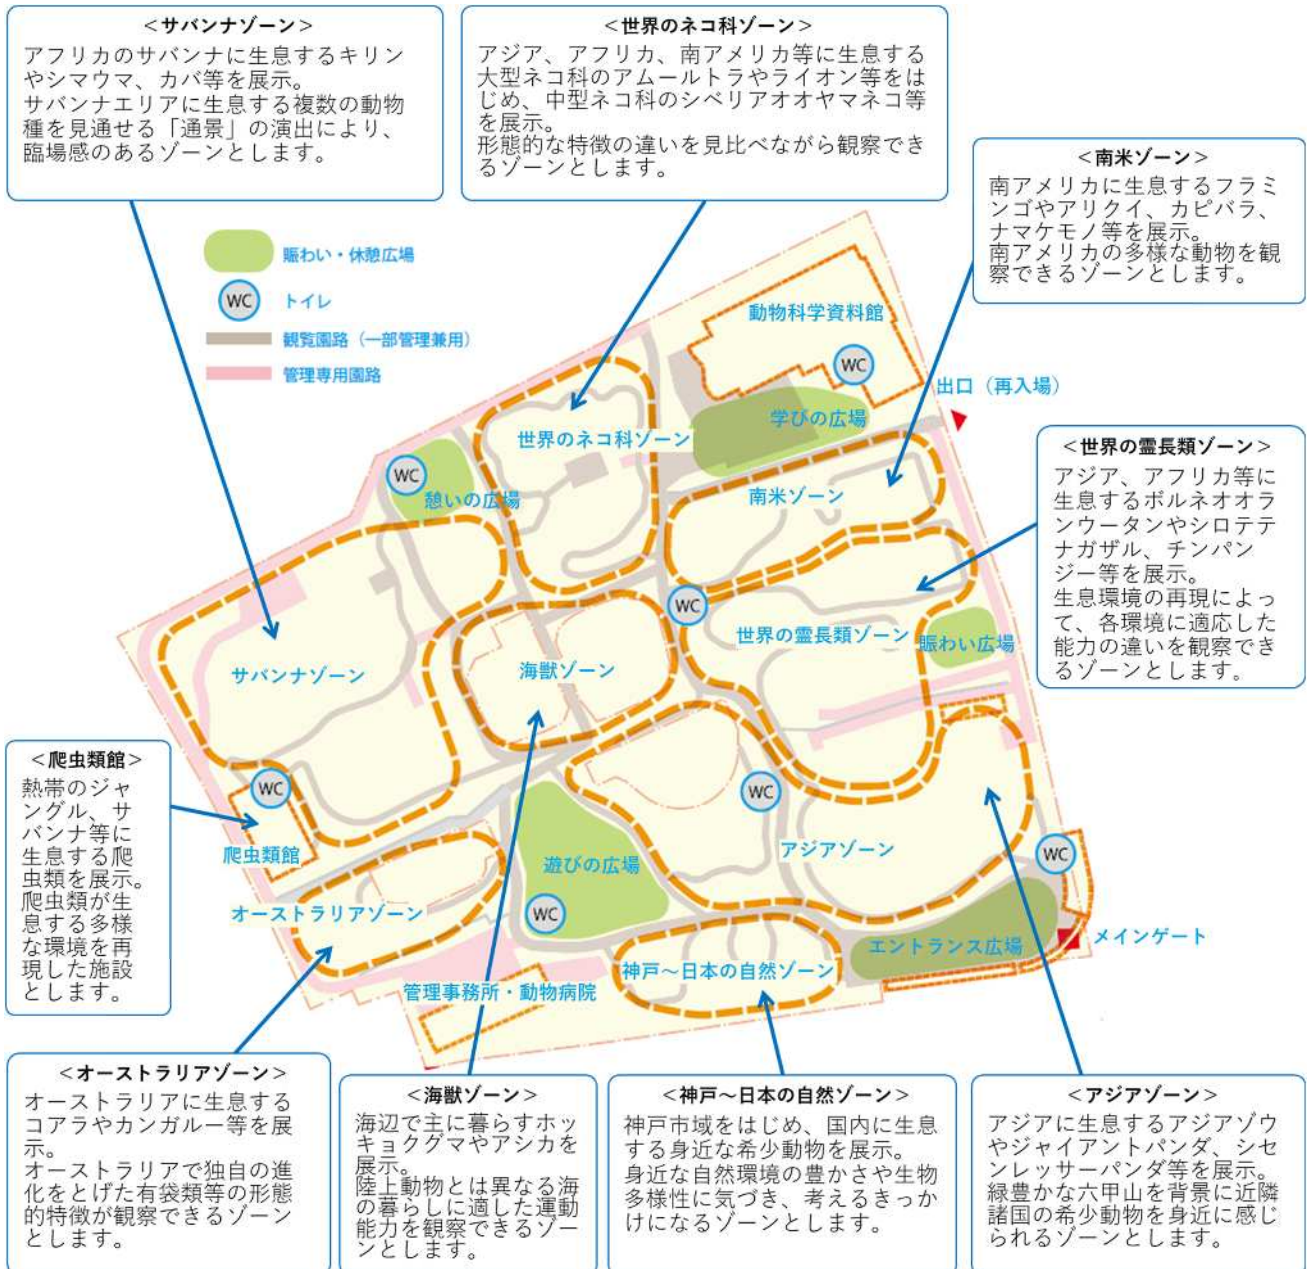 ＜サバンナゾーン＞
アフリカのサバンナに生息するキリン
やシマウマ、カバ等を展示。
サバンナエリアに生息する複数の動物
種を見通せる「通景」の演出により、
臨場感のあるゾーンとします。
＜世界のネコ科ゾーン＞
アジア、アフリカ、南アメリカ等に生息する
大型ネコ科のアムールトラやライオン等をは
じめ、中型ネコ科のシベリアオオヤマネコ等
を展示。
形態的な特徴の違いを見比べながら観察でき
るゾーンとします。
＜南米ゾーン＞
南アメリカに生息するフラミ
ンゴやアリクイ、カピバラ、
ナマケモノ等を展示。
南アメリカの多様な動物を観
察できるゾーンとします。
賑わい・休憩広場
WC
トイレ
観覧園路（一部管理兼用）
管理専用園路
動物科学資料館
WC
出口（再入場）
学びの広場
世界のネコ科ゾーン
WC
憩いの広場
南米ゾーン
＜世界の霊長類ゾーン＞
アジア、アフリカ等に
生息するボルネオオラ
ンウータンやシロテテ
ナガザル、チンパン
ジー等を展示。
生息環境の再現によっ
て、各環境に適応した
能力の違いを観察でき
るゾーンとします。
WC
世界の霊長類ゾーン
賑わい広場
サバンナゾーン
海獣ゾーン
＜爬虫類館＞
熱帯のジャ
ングル、サ
バンナ等に
生息する爬
虫類を展示。
爬虫類が生
息する多様
な環境を再
現した施設
とします。
WC
爬虫類館
WC
アジアゾーン
遊びの広場
WC
WC
オーストラリアゾーン
エントランス広場
メインゲート
神戸～日本の自然ゾーン
管理事務所・動物病院
＜オーストラリアゾーン＞
オーストラリアに生息する
コアラやカンガルー等を展
示。
オーストラリアで独自の進
化をとげた有袋類等の形態
的特徴が観察できるゾーン
とします。
＜海獣ゾーン＞
海辺で主に暮らすホッ
キョクグマやアシカを
展示。
陸上動物とは異なる海
の暮らしに適した運動
能力を観察できるゾー
ンとします。
＜神戸～日本の自然ゾーン＞
神戸市域をはじめ、国内に生息
する身近な希少動物を展示。
身近な自然環境の豊かさや生物
多様性に気づき、考えるきっか
けになるゾーンとします。
＜アジアゾーン＞
アジアに生息するアジアゾウ
やジャイアントパンダ、シセ
ンレッサーパンダ等を展示。
緑豊かな六甲山を背景に近隣
諸国の希少動物を身近に感じ
られるゾーンとします。